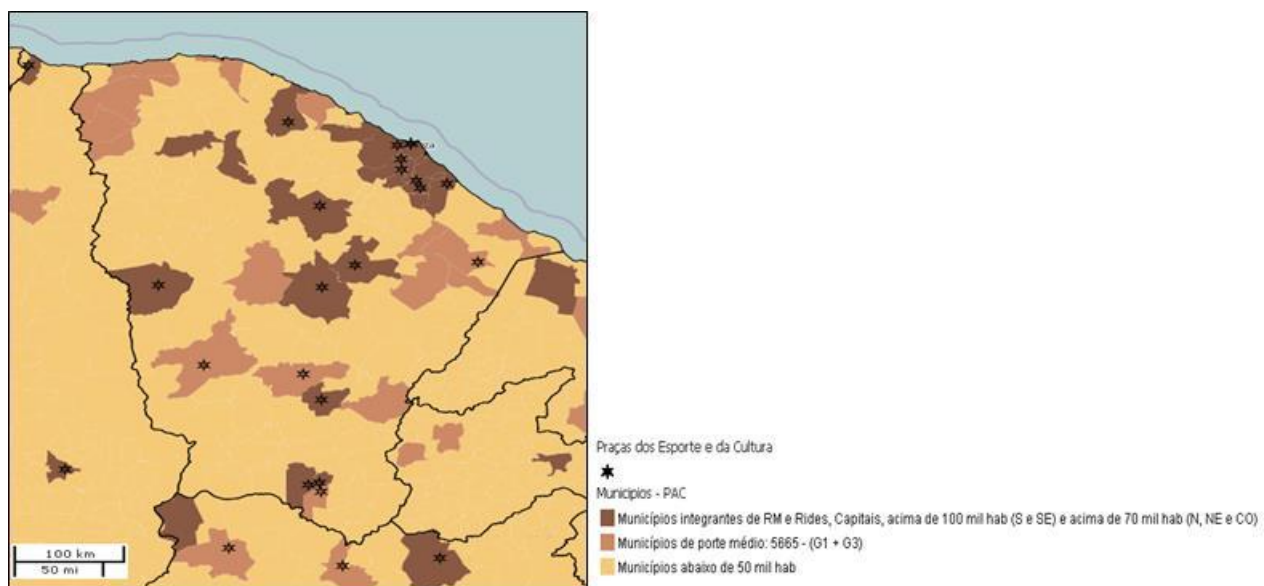 100 km
50 mi
Praças dos Esporte e da Cultura
Municipios - PAC
Municípios integrantes de RM e Rides, Capitais, acima de 100 mil hab (S e SE) e acima de 70 mil hab (N, NE e CO)
Municípios de porte médio: 5665 - (G1 + G3)
Municípios abaixo de 50 mil hab